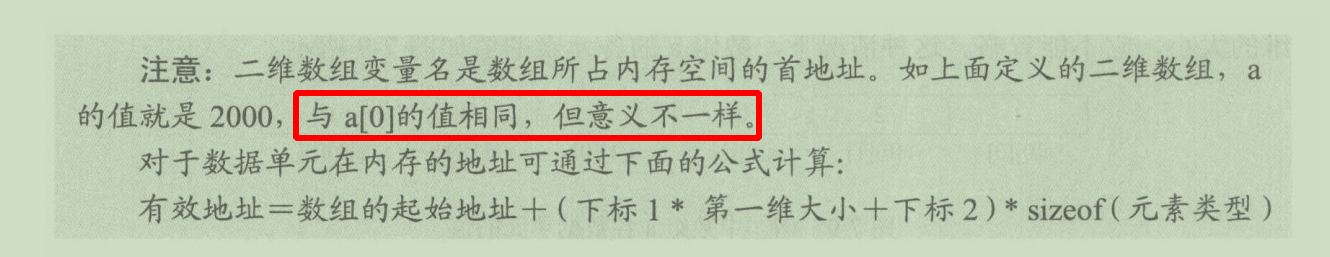 注意：二维数组变量名是数组所占内存空间的首地址。如上面定义的二维数组，a
的值就是 2000，与 a[0]的值相同，但意义不一样。
对于数据单元在内存的地址可通过下面的公式计算：
有效地址＝数组的起始地址＋(下标 1 * 第一维大小＋下标 2) * sizeof(元素类型)